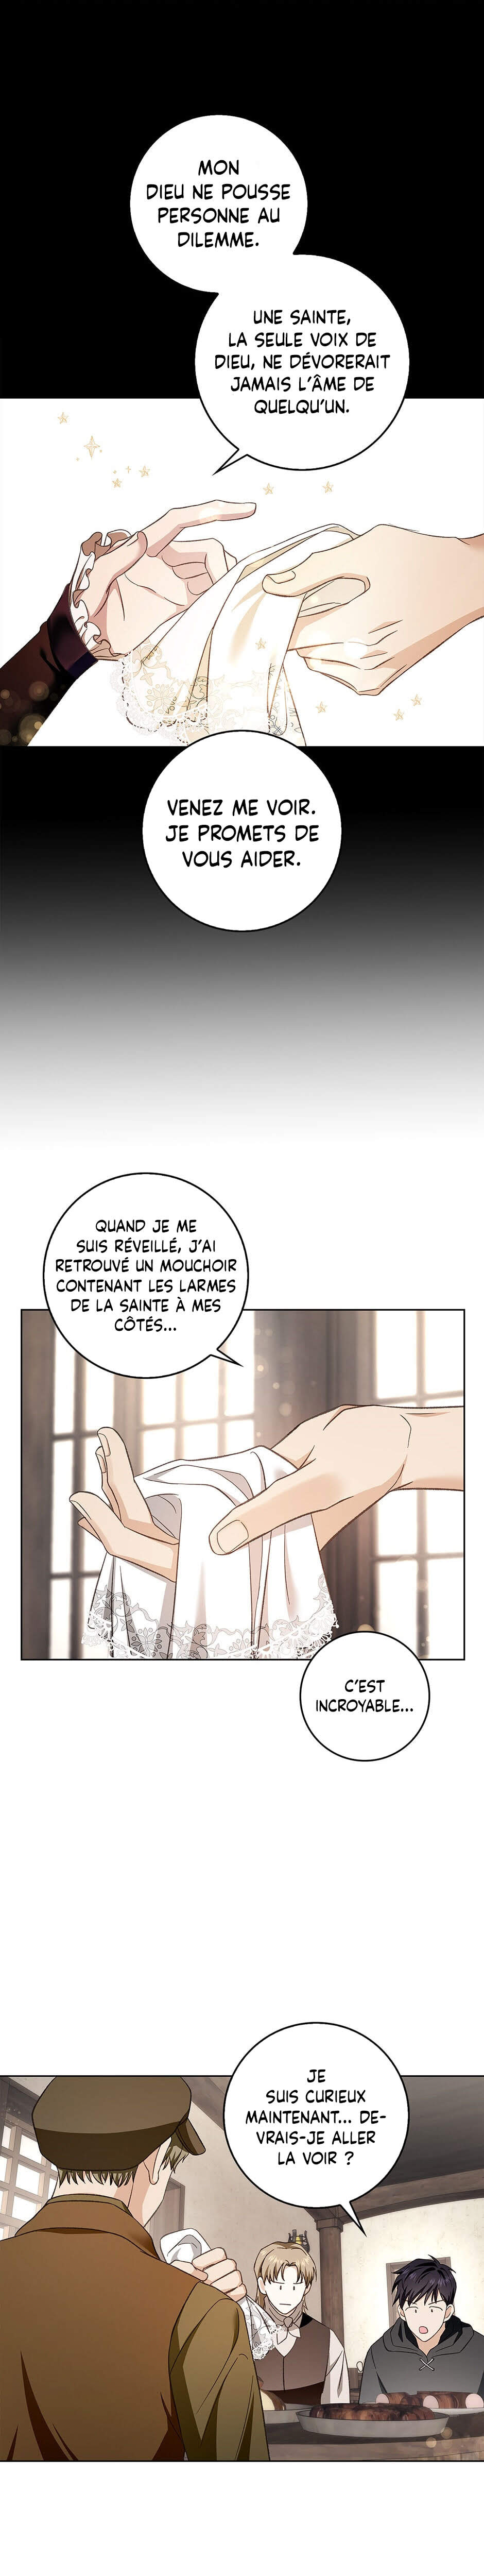 MON
DIEU NE POUSSE
PERSONNE AU
DILEMME.
UNE SAINTE,
LA SEULE VOIX DE
DIEU, NE DÉVORERAIT
JAMAIS L'ÂME DE
QUELQU'UN.
VENEZ ME VOIR.
JE PROMETS DE
VOUS AIDER.
QUAND JE ME
SUIS RÉVEILLÉ, J'AI
RETROUVÉ UN MOUCHOIR
CONTENANT LES LARMES
DE LA SAINTE À MES
CÔTÉS...
C'EST
INCROYABLE...
JE
SUIS CURIEUX
MAINTENANT... DE-
VRAIS-JE ALLER
LA VOIR ?